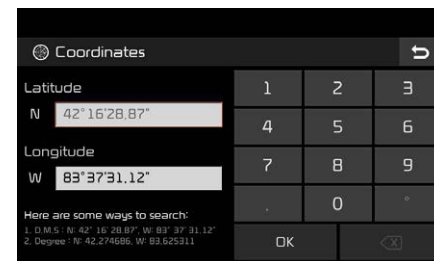 Coordinates
Latitude
N 42°16'28.87"
Longitude
W 83°37'31.12"
Here are some ways to search:
1. D.M.S : N: 42° 16' 28.87", W: 83° 37' 31.12"
2. Degree : N: 42.274686, W: 83.625311
1 2 3
4 5 6
7 8 9
. 0 °
OK